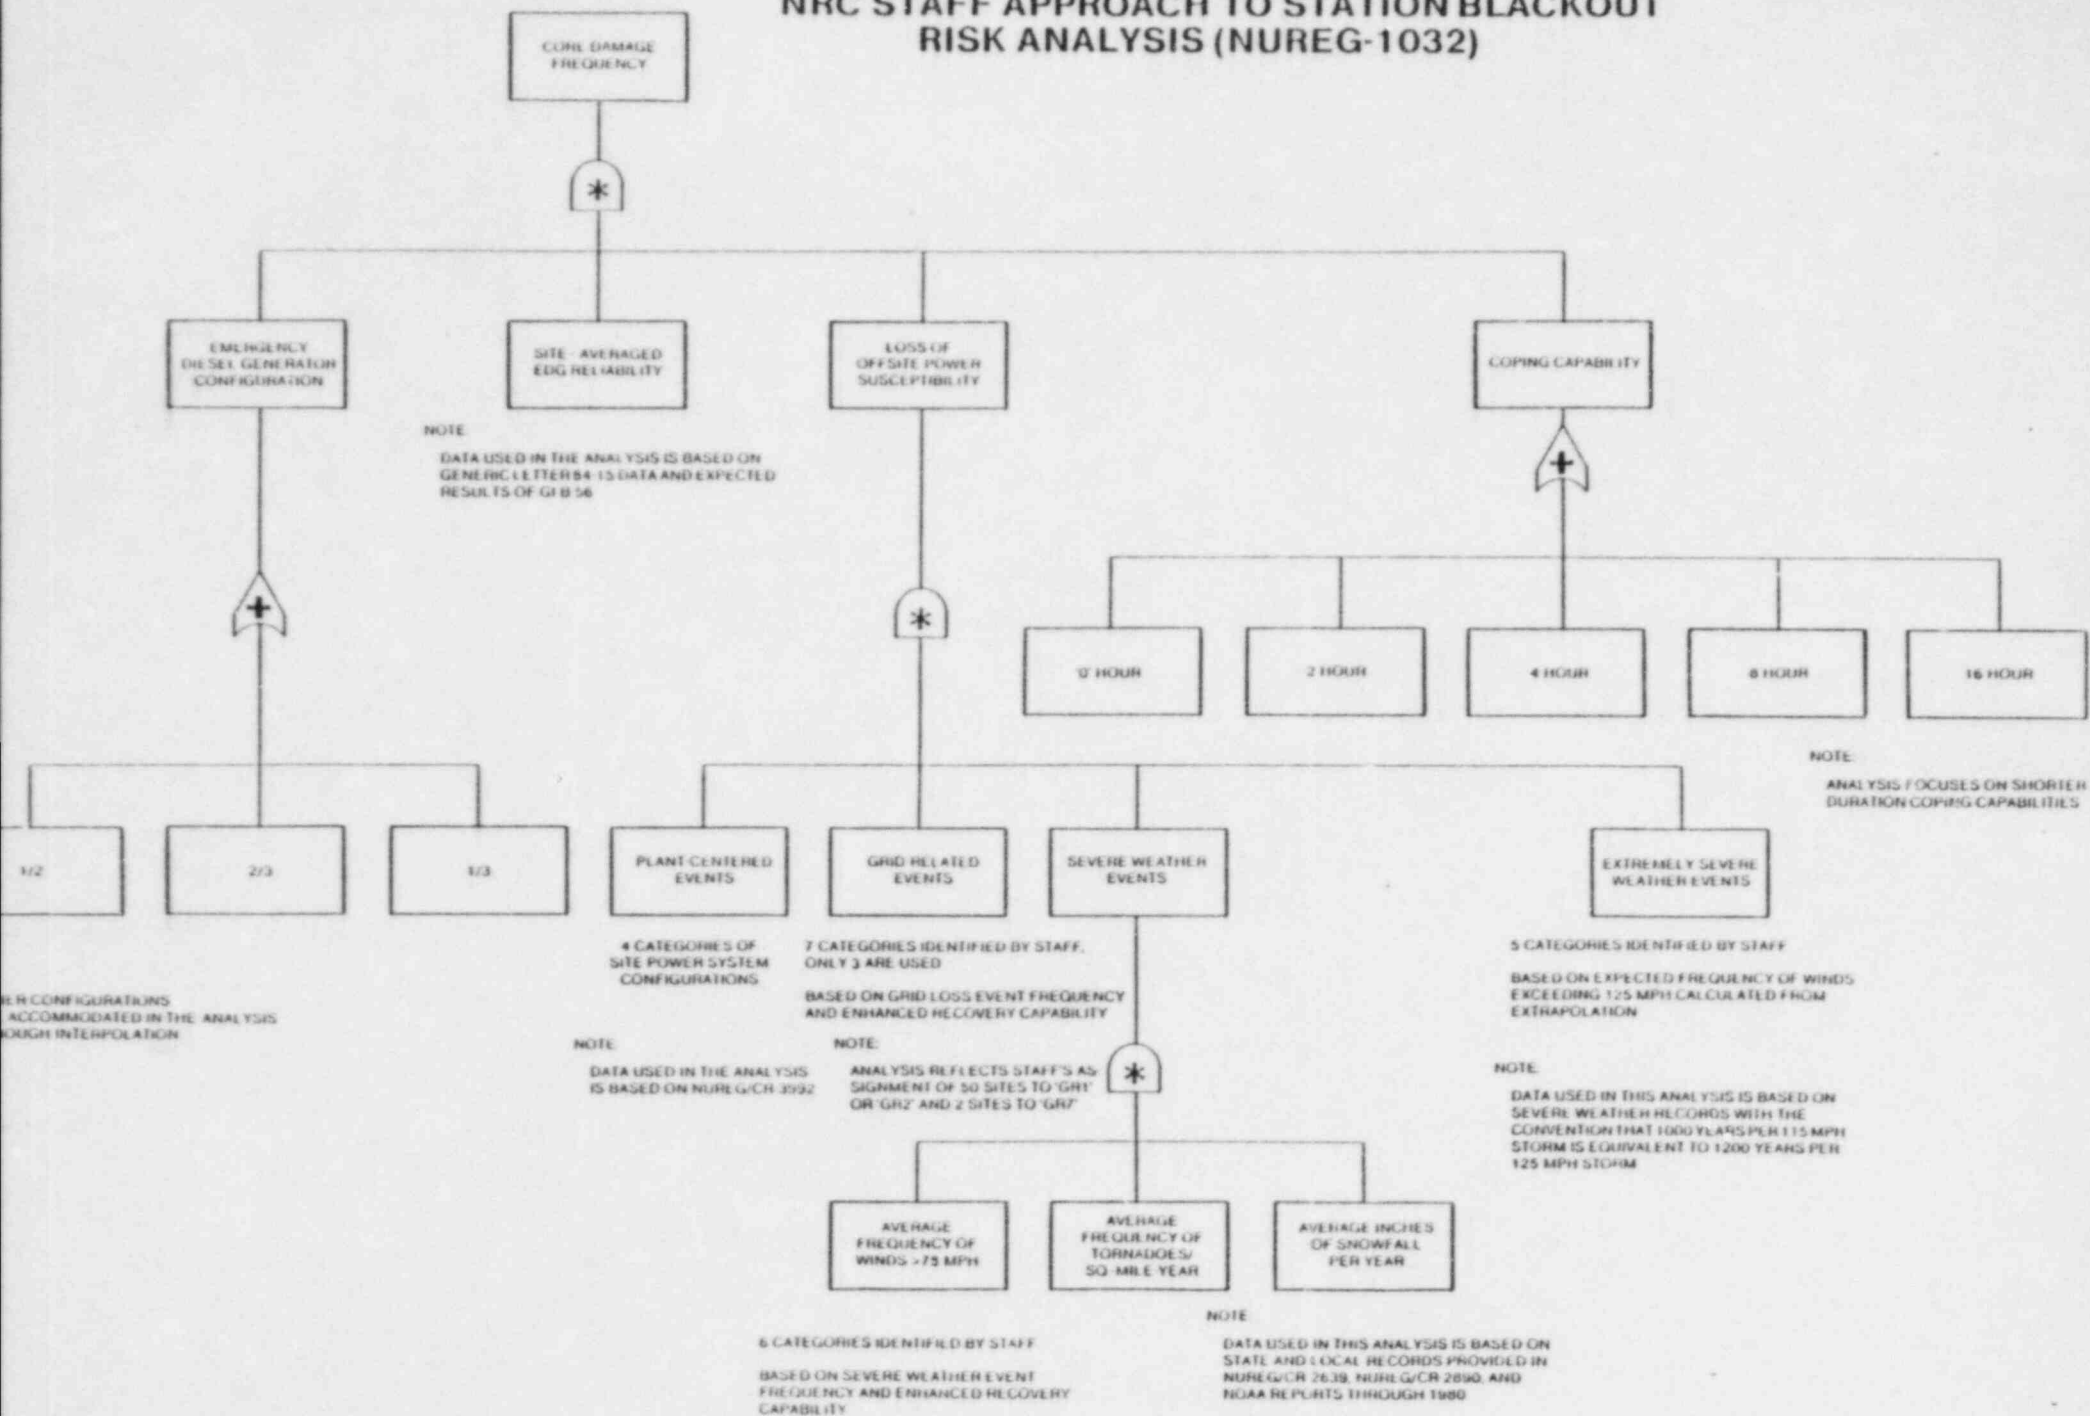 NRC STAFF APPROACH TO STATION BLACKOUT
RISK ANALYSIS (NUREG-1032)
CORE DAMAGE
FREQUENCY
*
EMERGENCY
DIESEL GENERATOR
CONFIGURATION
SITE - AVERAGED
EDG RELIABILITY
LOSS OF
OFFSITE POWER
SUSCEPTIBILITY
COPING CAPABILITY
NOTE
DATA USED IN THE ANALYSIS IS BASED ON
GENERIC LETTER 84-15 DATA AND EXPECTED
RESULTS OF GI B 56
+
+
*
'0' HOUR
2 HOUR
4 HOUR
8 HOUR
16 HOUR
NOTE:
ANALYSIS FOCUSES ON SHORTER
DURATION COPING CAPABILITIES
1/2
2/3
1/3
PLANT-CENTERED
EVENTS
GRID RELATED
EVENTS
SEVERE WEATHER
EVENTS
EXTREMELY SEVERE
WEATHER EVENTS
ER CONFIGURATIONS
ACCOMMODATED IN THE ANALYSIS
OUGH INTERPOLATION
4 CATEGORIES OF
SITE POWER SYSTEM
CONFIGURATIONS
NOTE
DATA USED IN THE ANALYSIS
IS BASED ON NUREG/CR 3992
7 CATEGORIES IDENTIFIED BY STAFF,
ONLY 3 ARE USED
BASED ON GRID LOSS EVENT FREQUENCY
AND ENHANCED RECOVERY CAPABILITY
NOTE:
ANALYSIS REFLECTS STAFF'S AS
SIGNMENT OF 50 SITES TO 'GR1'
OR 'GR2' AND 2 SITES TO 'GR7'
*
5 CATEGORIES IDENTIFIED BY STAFF
BASED ON EXPECTED FREQUENCY OF WINDS
EXCEEDING 125 MPH CALCULATED FROM
EXTRAPOLATION
NOTE
DATA USED IN THIS ANALYSIS IS BASED ON
SEVERE WEATHER RECORDS WITH THE
CONVENTION THAT 1000 YEARS PER 115 MPH
STORM IS EQUIVALENT TO 1200 YEARS PER
125 MPH STORM
AVERAGE
FREQUENCY OF
WINDS >75 MPH
AVERAGE
FREQUENCY OF
TORNADOES/
SQ-MILE-YEAR
AVERAGE INCHES
OF SNOWFALL
PER YEAR
6 CATEGORIES IDENTIFIED BY STAFF
BASED ON SEVERE WEATHER EVENT
FREQUENCY AND ENHANCED RECOVERY
CAPABILITY
NOTE
DATA USED IN THIS ANALYSIS IS BASED ON
STATE AND LOCAL RECORDS PROVIDED IN
NUREG/CR 2639, NUREG/CR 2890, AND
NOAA REPORTS THROUGH 1980